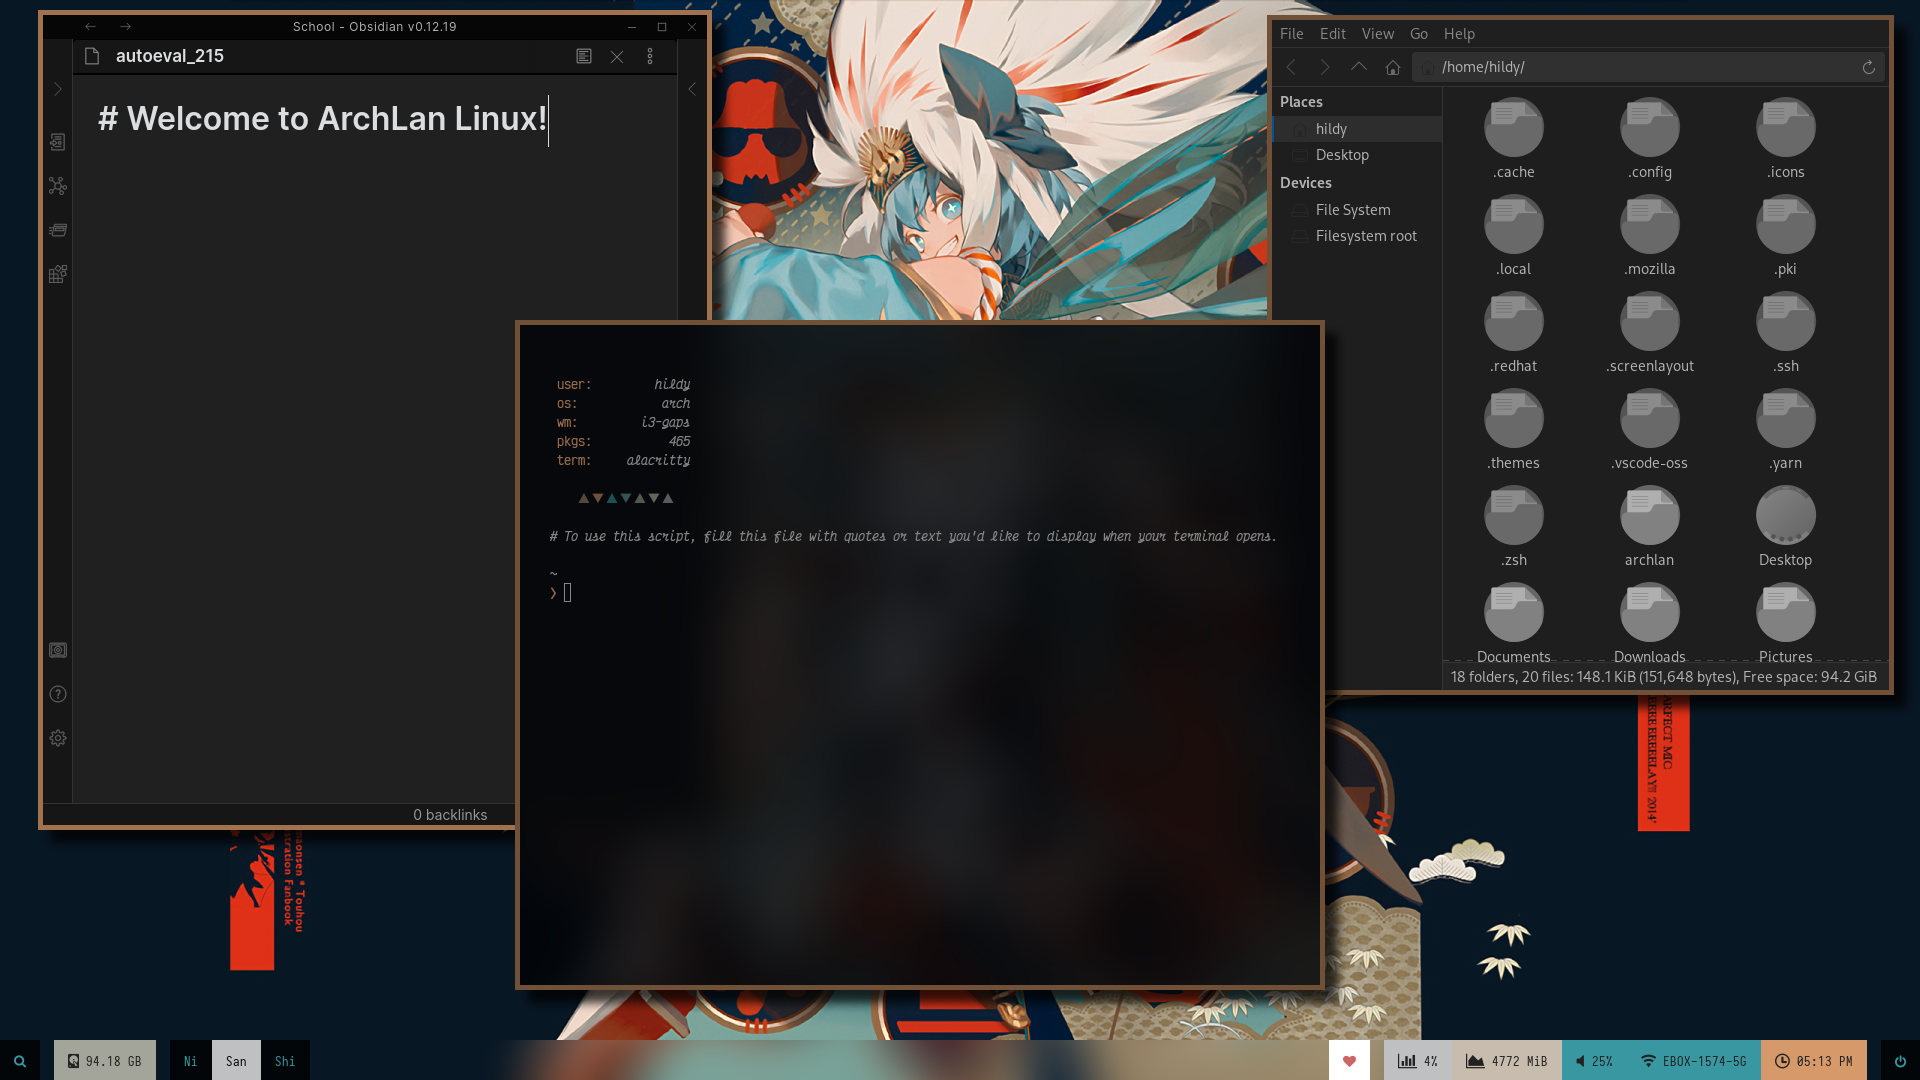 School - Obsidian v0.12.19
autoeval_215
# Welcome to ArchLan Linux!
0 backlinks
File Edit View Go Help
/home/hildy/
Places
hildy
Desktop
Devices
File System
Filesystem root
.cache .config .icons
.local .mozilla .pki
.redhat .screenlayout .ssh
.themes .vscode-oss .yarn
.zsh archlan Desktop
Documents Downloads Pictures
18 folders, 20 files: 148.1 KiB (151,648 bytes), Free space: 94.2 GiB
user: hildy
os: arch
wm: i3-gaps
pkgs: 465
term: alacritty
# To use this script, fill this file with quotes or text you'd like to display when your terminal opens.
~
❯
Touhou
Fanbook
94.18 GB Ni San Shi 4% 4772 MiB 25% EBOX-1574-5G 05:13 PM